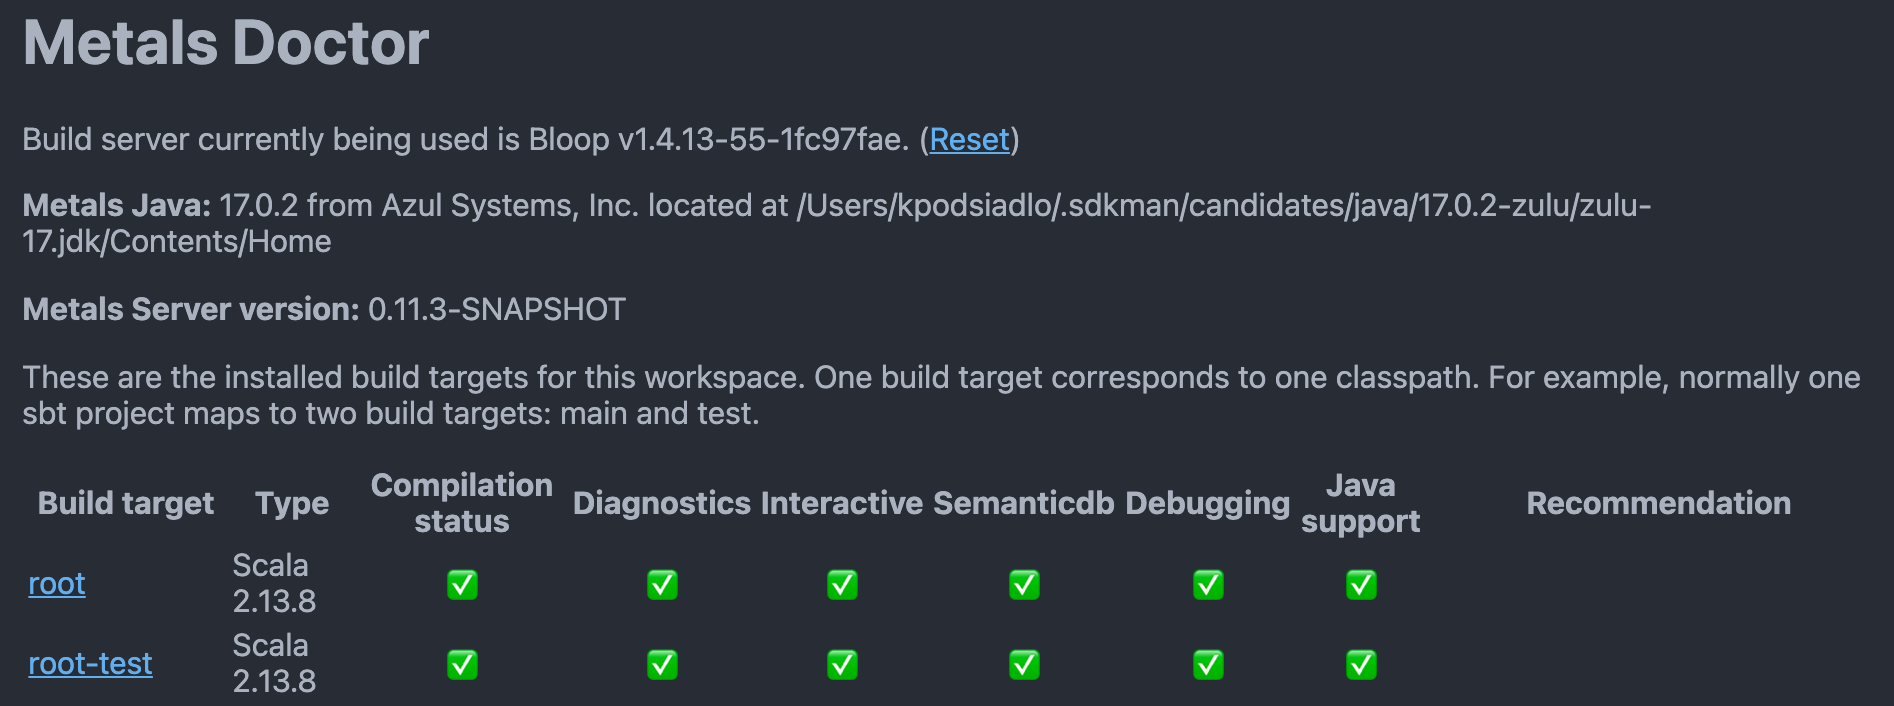 Metals Doctor
Build server currently being used is Bloop v1.4.13-55-1fc97fae. (Reset)
Metals Java: 17.0.2 from Azul Systems, Inc. located at /Users/kpodsiadlo/.sdkman/candidates/java/17.0.2-zulu/zulu-
17.jdk/Contents/Home
Metals Server version: 0.11.3-SNAPSHOT
These are the installed build targets for this workspace. One build target corresponds to one classpath. For example, normally one
sbt project maps to two build targets: main and test.
Build target Type Compilation status Diagnostics Interactive Semanticdb Debugging Java support Recommendation
root Scala 2.13.8 ✅ ✅ ✅ ✅ ✅ ✅
root-test Scala 2.13.8 ✅ ✅ ✅ ✅ ✅ ✅